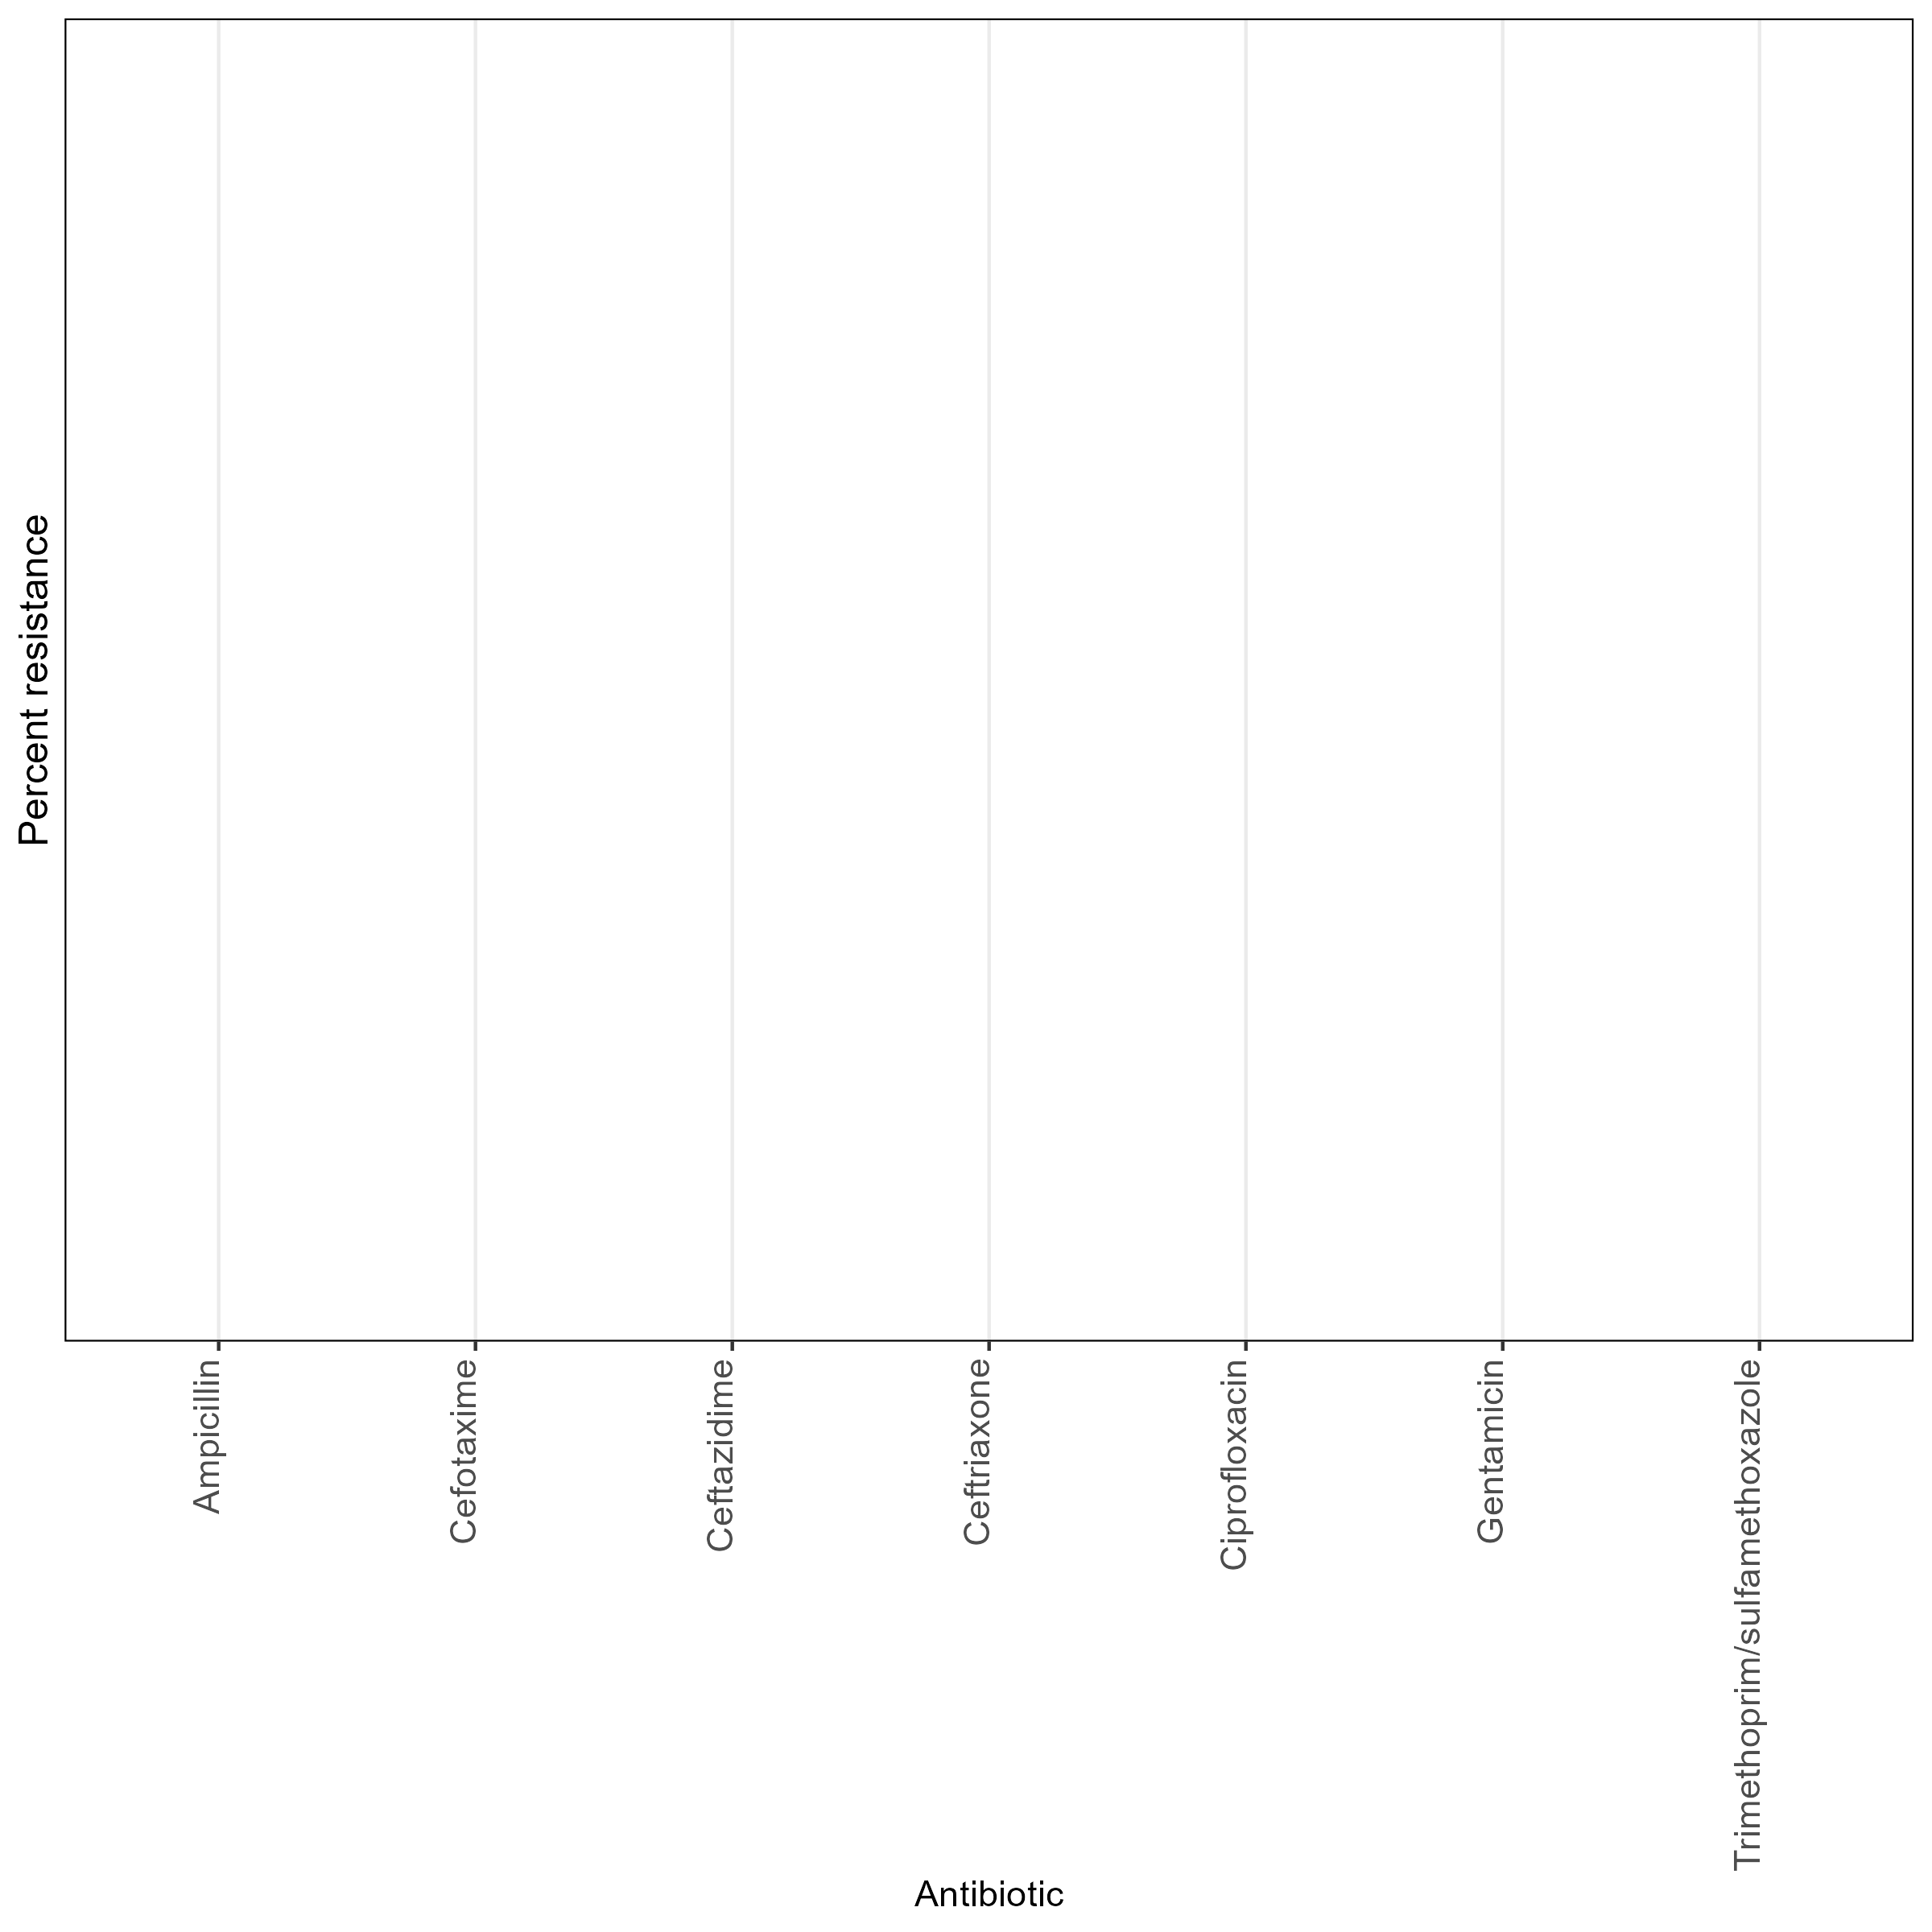 Percent resistance
Ampicillin
Cefotaxime
Ceftazidime
Ceftriaxone
Ciprofloxacin
Gentamicin
Trimethoprim/sulfamethoxazole
Antibiotic